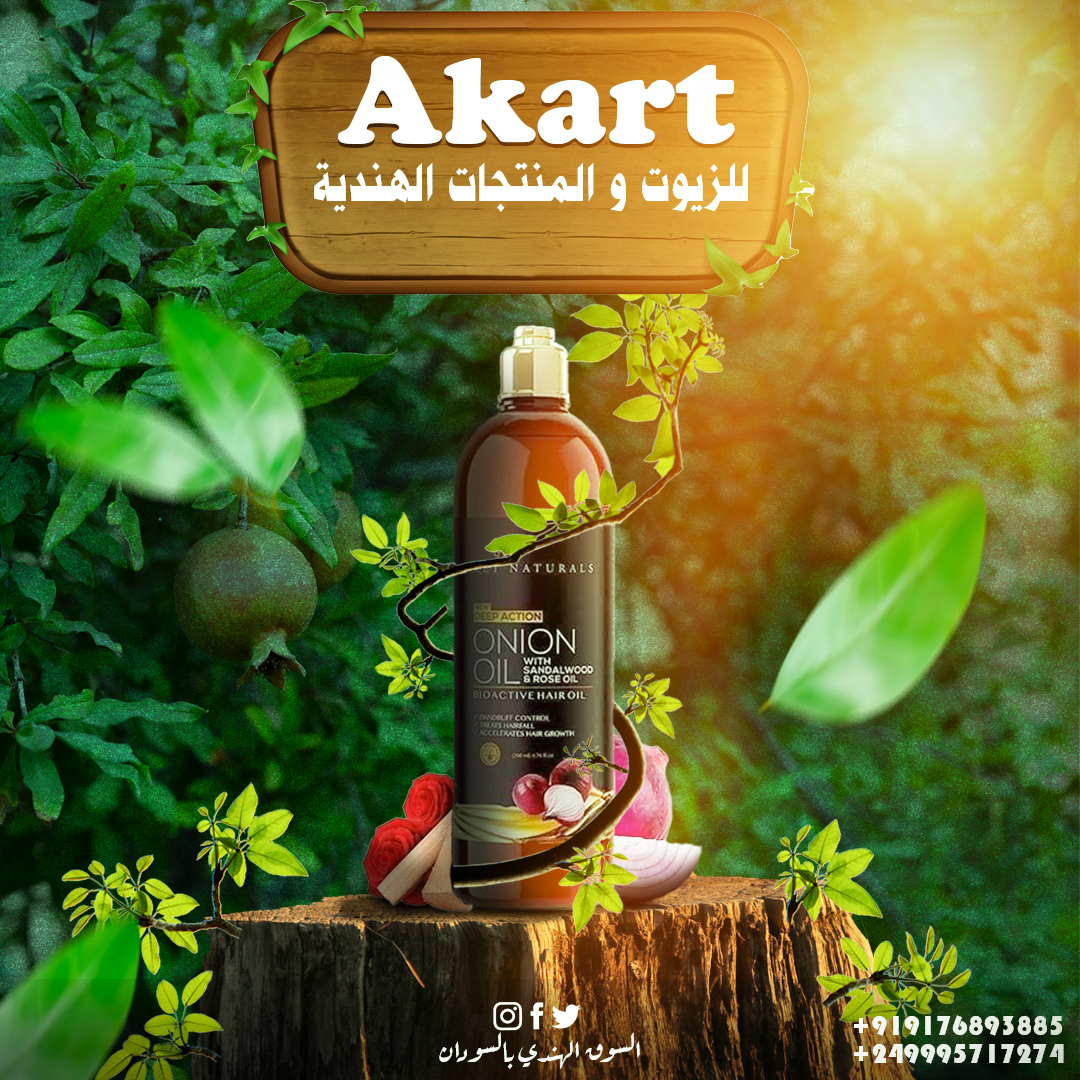 Akart
للزيوت و المنتجات الهندية
NATURALS
NEW
DEEP ACTION
ONION
OIL WITH
SANDALWOOD
& ROSE OIL
BIOACTIVE HAIR OIL
DANDRUFF CONTROL
TREATS HAIRFALL
ACCELERATES HAIR GROWTH
السوق الهندي بالسودان
+919176893885
+249995717274